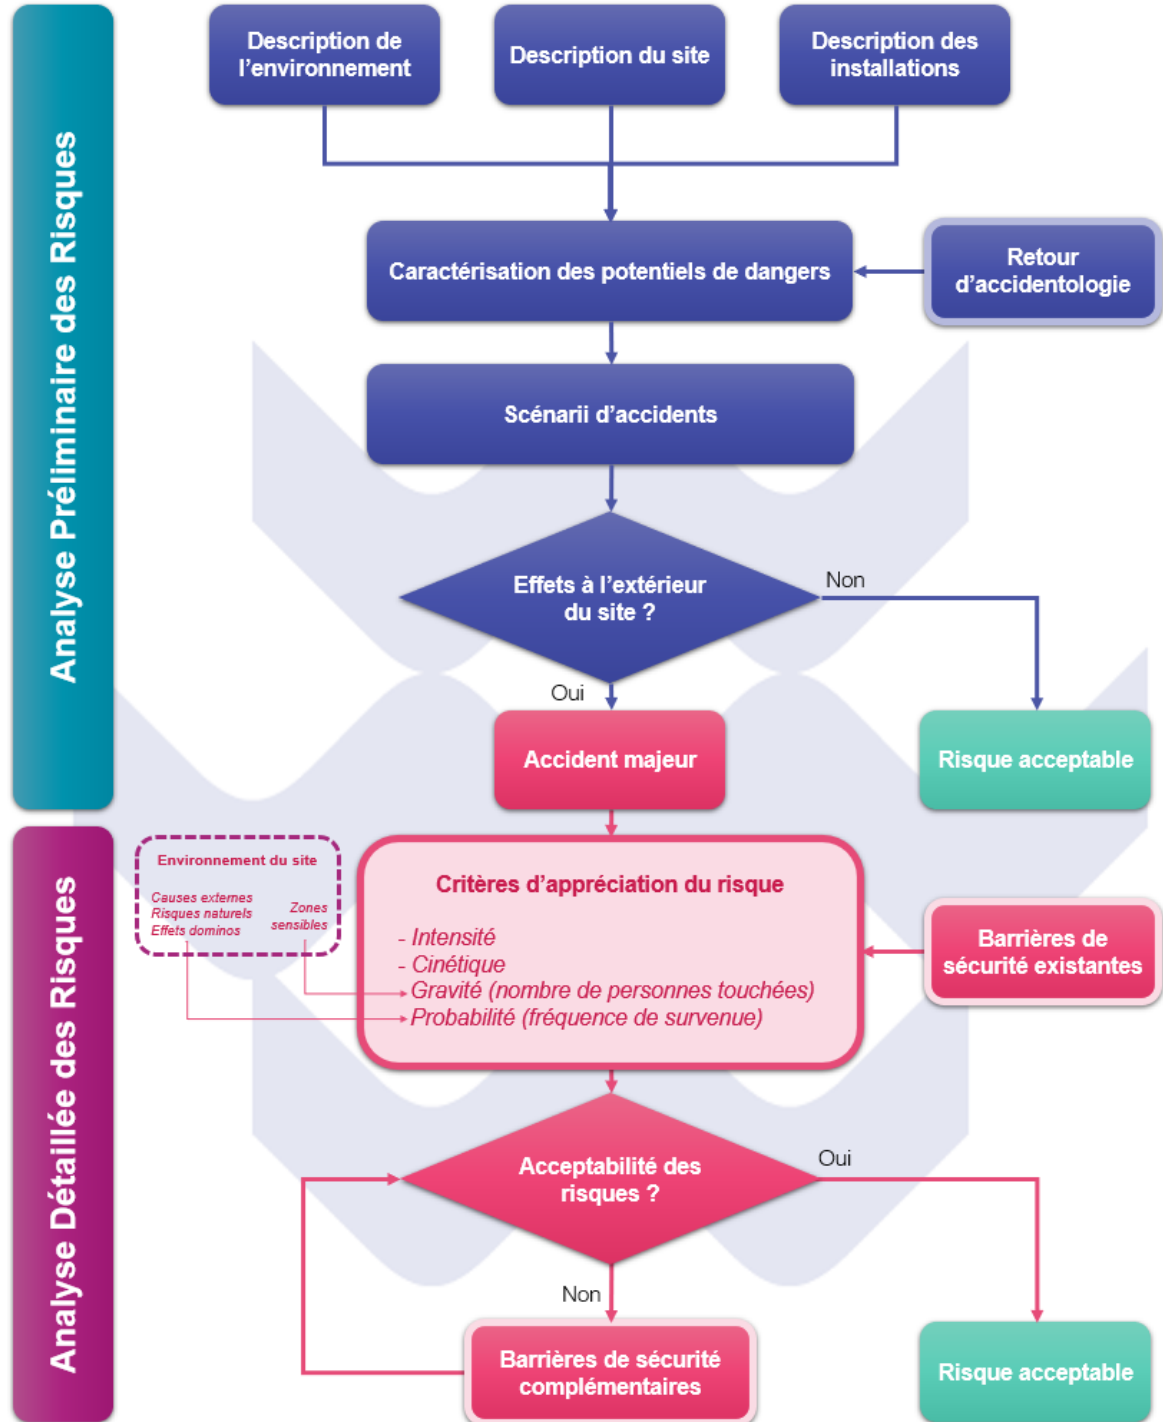 Analyse Préliminaire des Risques
Description de
l'environnement
Description du site
Description des
installations
Caractérisation des potentiels de dangers
Retour
d'accidentologie
Scénarii d'accidents
Effets à l'extérieur
du site ?
Non
Oui
Accident majeur
Risque acceptable
Analyse Détaillée des Risques
Environnement du site
Causes externes
Risques naturels
Effets dominos
Zones
sensibles
Critères d'appréciation du risque
- Intensité
- Cinétique
- Gravité (nombre de personnes touchées)
- Probabilité (fréquence de survenue)
Barrières de
sécurité existantes
Acceptabilité des
risques ?
Oui
Non
Barrières de sécurité
complémentaires
Risque acceptable